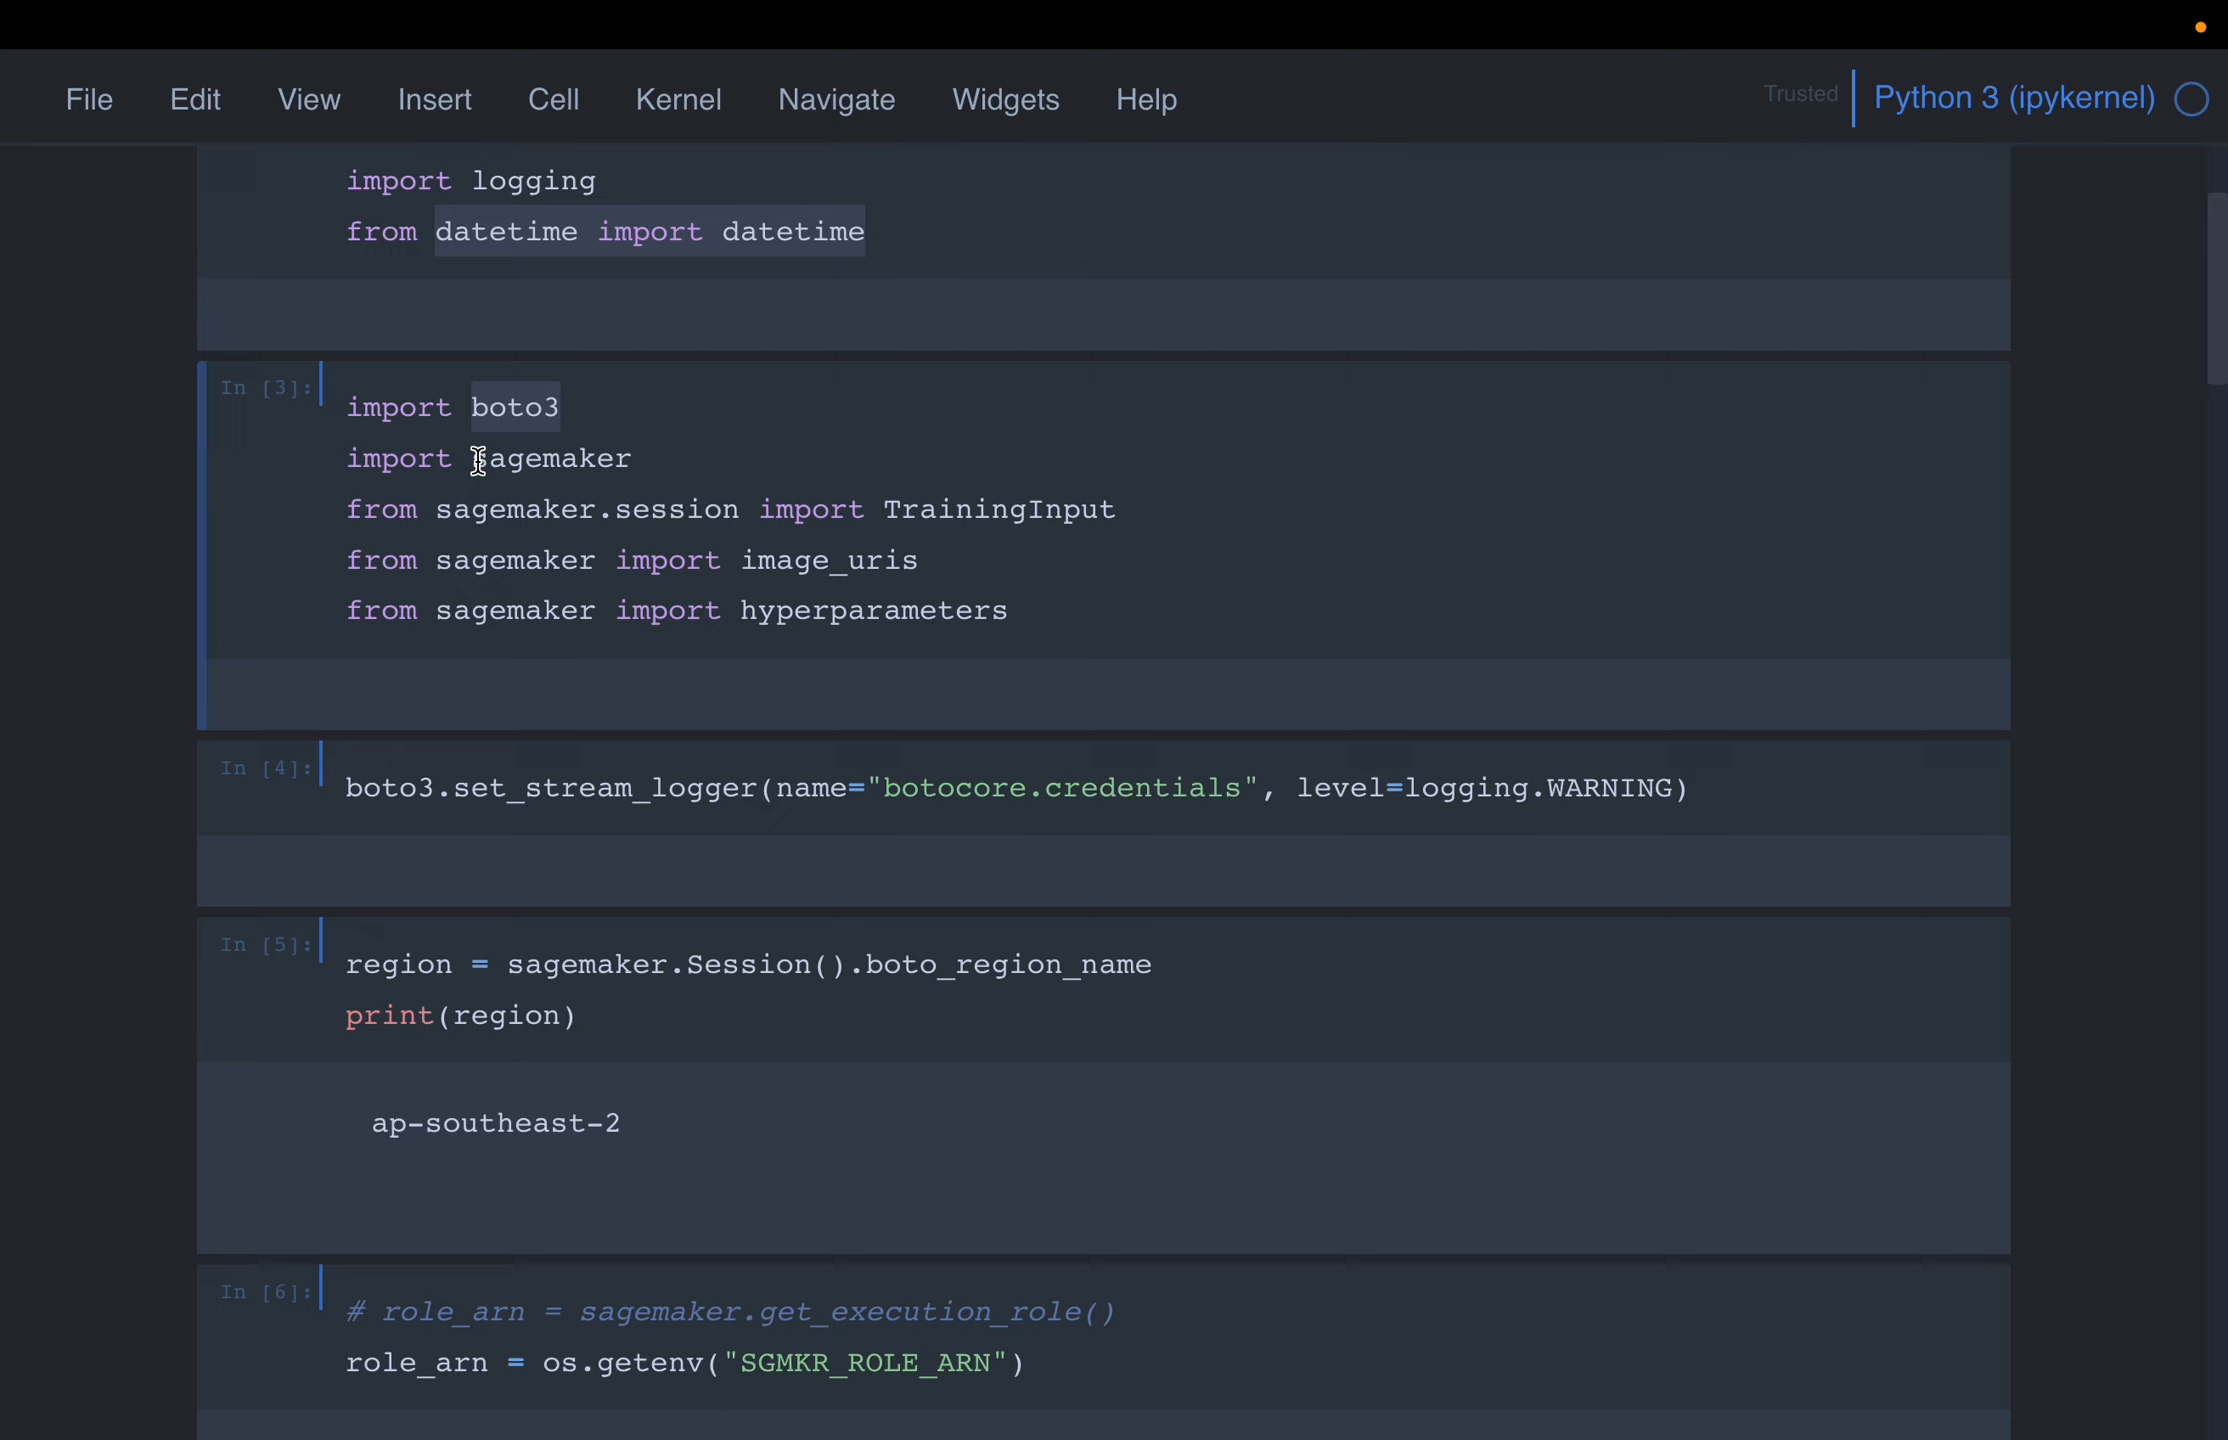 File Edit View Insert Cell Kernel Navigate Widgets Help Trusted Python 3 (ipykernel)
import logging
from datetime import datetime
In [3]:
import boto3
import sagemaker
from sagemaker.session import TrainingInput
from sagemaker import image_uris
from sagemaker import hyperparameters
In [4]:
boto3.set_stream_logger(name="botocore.credentials", level=logging.WARNING)
In [5]:
region = sagemaker.Session().boto_region_name
print(region)
ap-southeast-2
In [6]:
# role_arn = sagemaker.get_execution_role()
role_arn = os.getenv("SGMKR_ROLE_ARN")